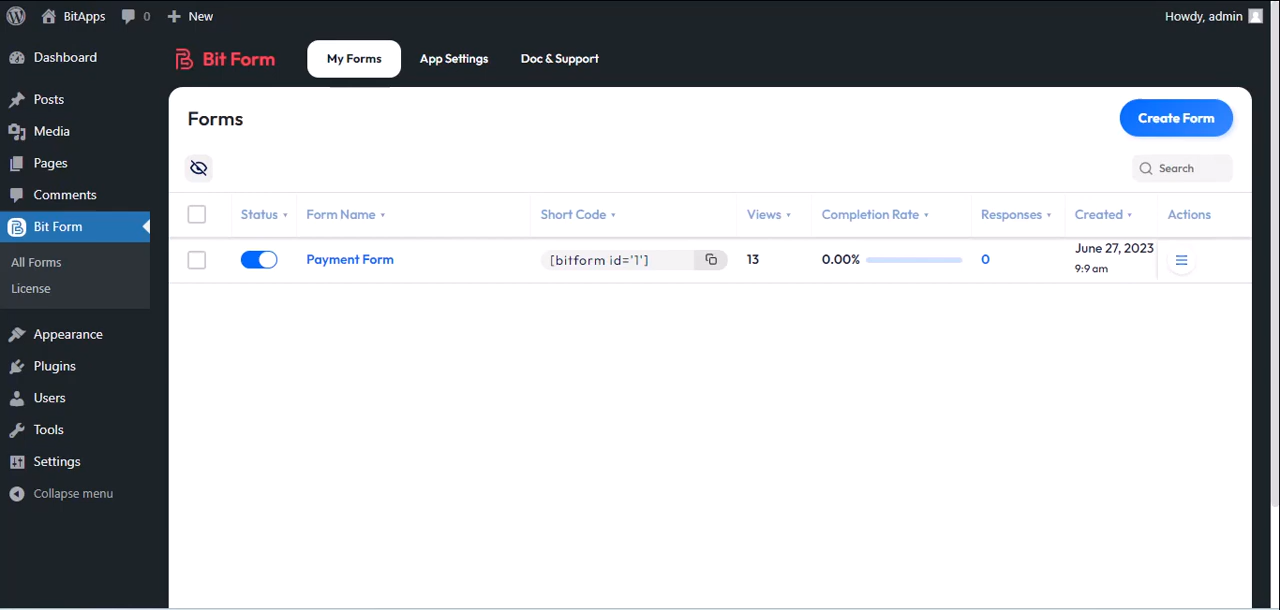 BitApps 0 New Howdy, admin
Dashboard
Posts
Media
Pages
Comments
Bit Form
All Forms
License
Appearance
Plugins
Users
Tools
Settings
Collapse menu
Bit Form My Forms App Settings Doc & Support
Forms Create Form
Search
Status Form Name Short Code Views Completion Rate Responses Created Actions
Payment Form [bitform id='1'] 13 0.00% 0 June 27, 2023
9:9 am